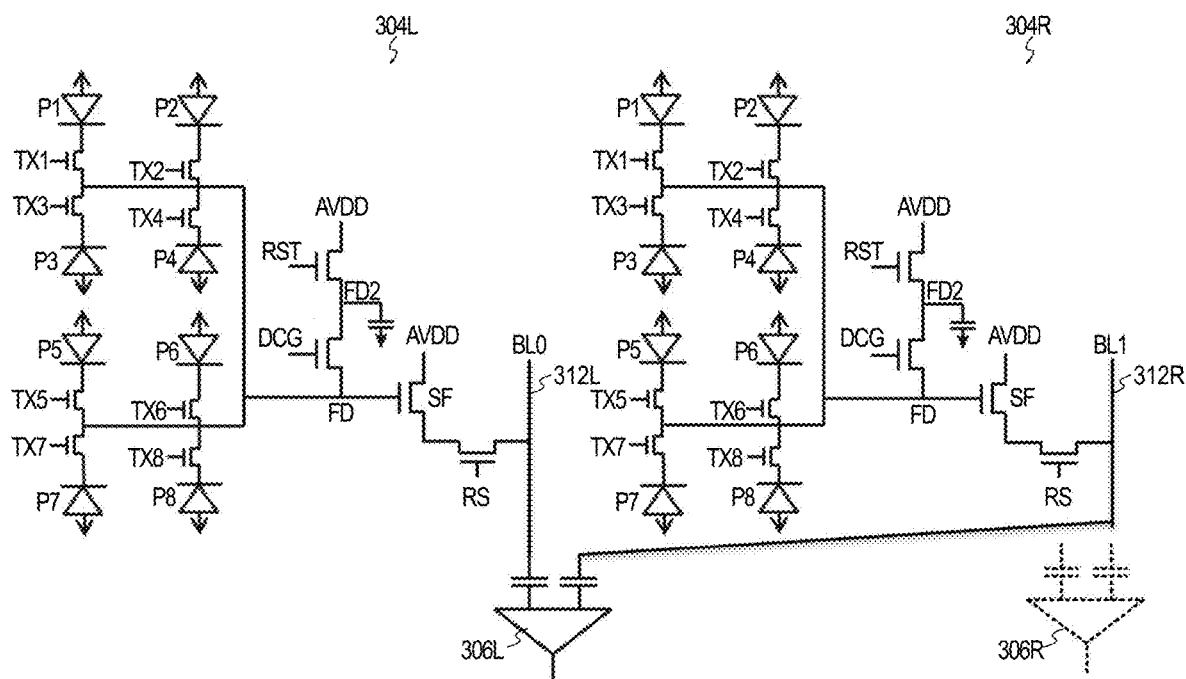 304L
P1
P2
TX1
TX2
TX3
TX4
P3
P4
AVDD
RST
FD2
DCG
AVDD
P5
P6
TX5
TX6
FD
SF
TX7
TX8
P7
P8
RS
BL0
312L
306L
304R
P1
P2
TX1
TX2
TX3
TX4
P3
P4
AVDD
RST
FD2
DCG
AVDD
P5
P6
TX5
TX6
FD
SF
TX7
TX8
P7
P8
RS
BL1
312R
306R